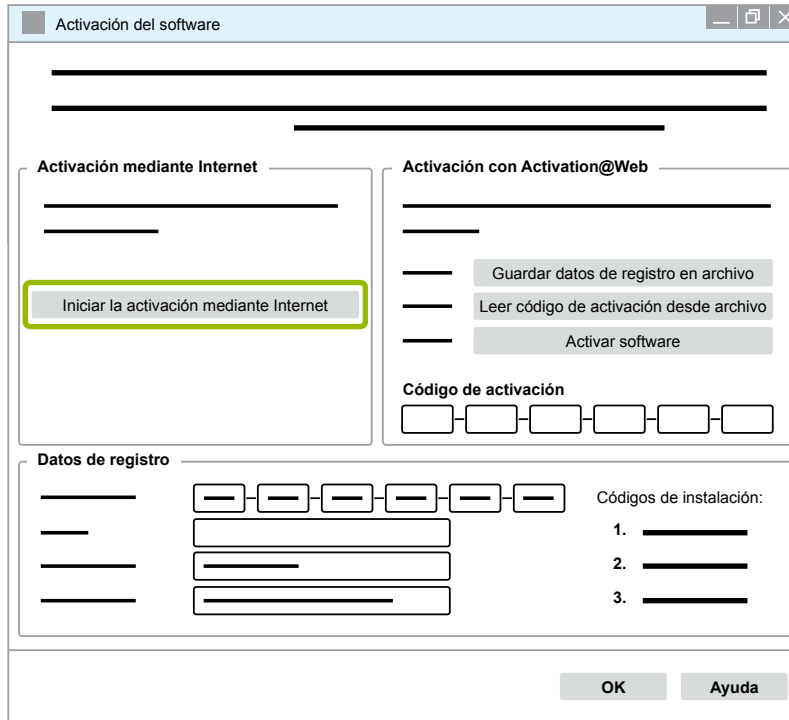 Activación del software
Activación mediante Internet
Activación con Activation@Web
Guardar datos de registro en archivo
Iniciar la activación mediante Internet
Leer código de activación desde archivo
Activar software
Código de activación
Datos de registro
Códigos de instalación:
1.
2.
3.
OK
Ayuda